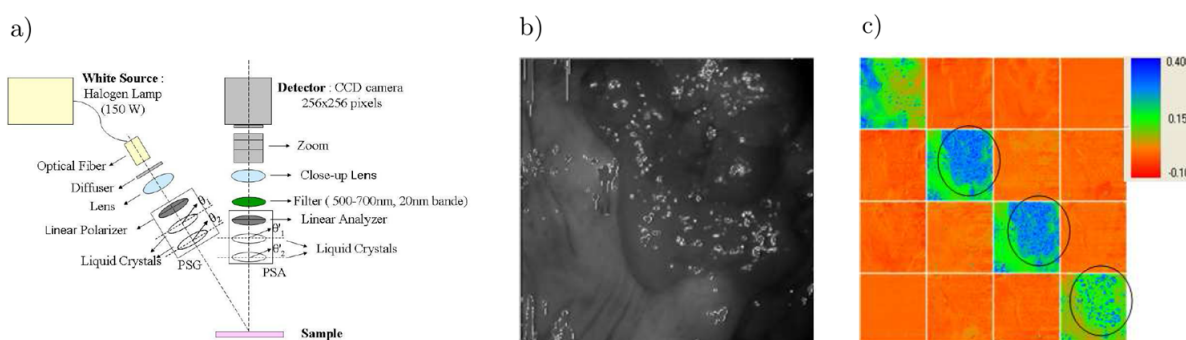 a)
White Source :
Halogen Lamp
(150 W)
Detector : CCD camera
256x256 pixels
Zoom
Optical Fiber
Close-up Lens
Diffuser
Lens
Filter ( 500-700nm, 20nm bande)
Linear Polarizer
Linear Analyzer
θ1
θ2
θ'1
θ'2
Liquid Crystals
Liquid Crystals
PSG
PSA
Sample
b)
c)
0.40
0.15
-0.10